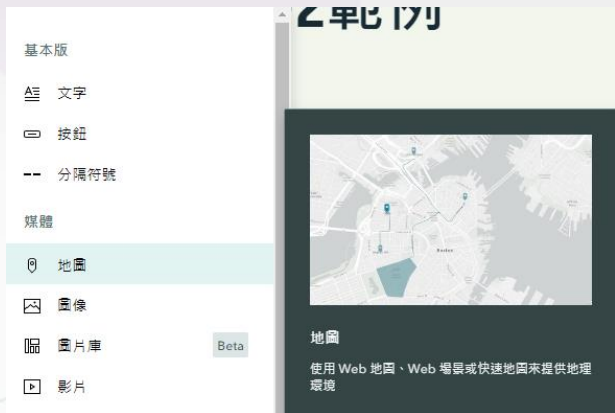 2範例
基本版
文字
按鈕
分隔符號
媒體
地圖
圖像
圖片庫 Beta
影片
地圖
使用 Web 地圖、Web 場景或快速地圖來提供地理
環境